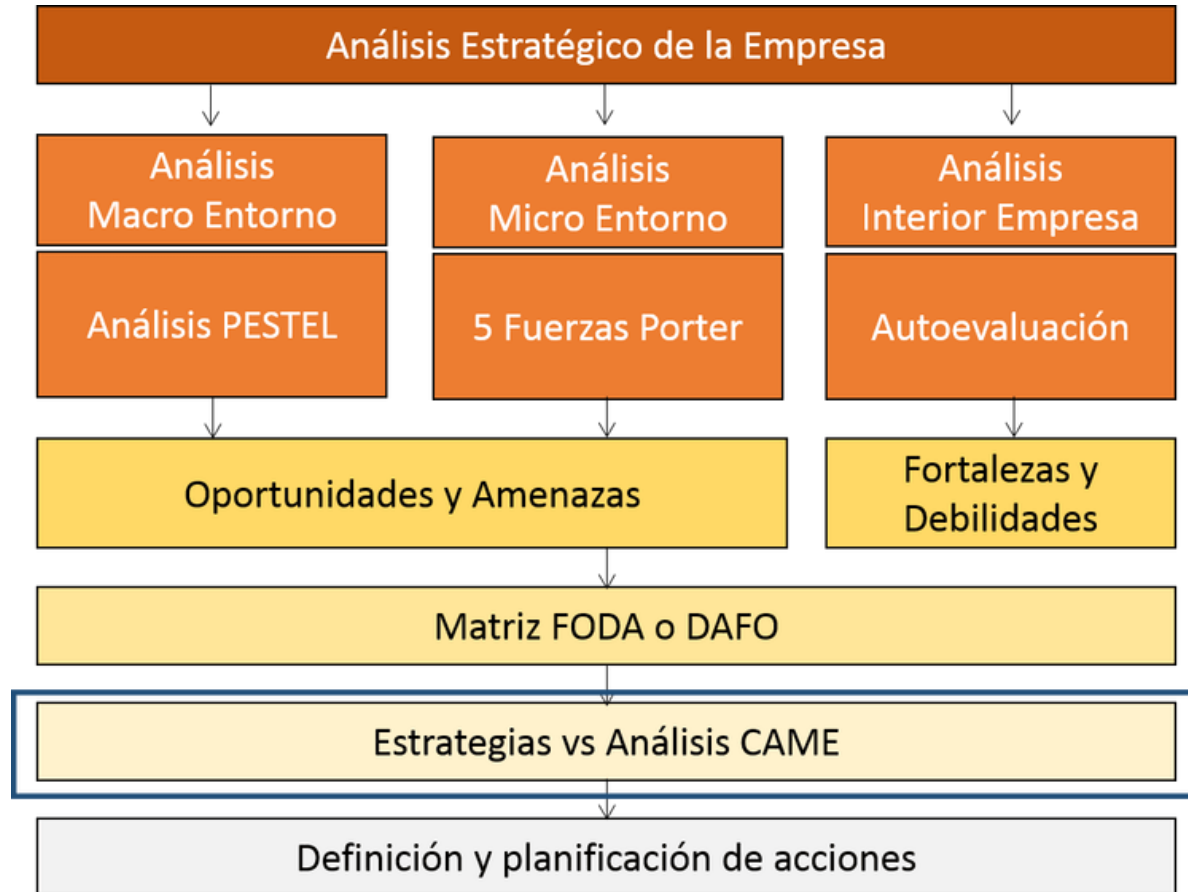 Análisis Estratégico de la Empresa
Análisis
Macro Entorno
Análisis
Micro Entorno
Análisis
Interior Empresa
Análisis PESTEL
5 Fuerzas Porter
Autoevaluación
Oportunidades y Amenazas
Fortalezas y
Debilidades
Matriz FODA o DAFO
Estrategias vs Análisis CAME
Definición y planificación de acciones